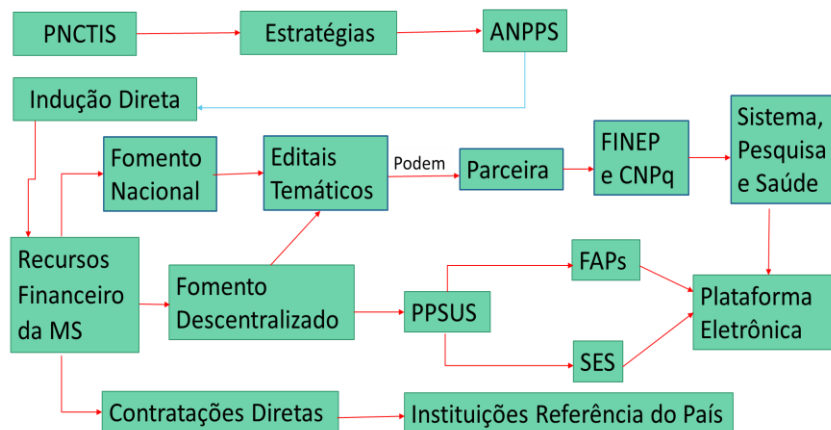 PNCTIS
Estratégias
ANPPS
Indução Direta
Fomento
Nacional
Editais
Temáticos
Podem
Parceira
FINEP
e CNPq
Sistema,
Pesquisa
e Saúde
Recursos
Financeiro
da MS
Fomento
Descentralizado
PPSUS
FAPs
SES
Plataforma
Eletrônica
Contratações Diretas
Instituições Referência do País